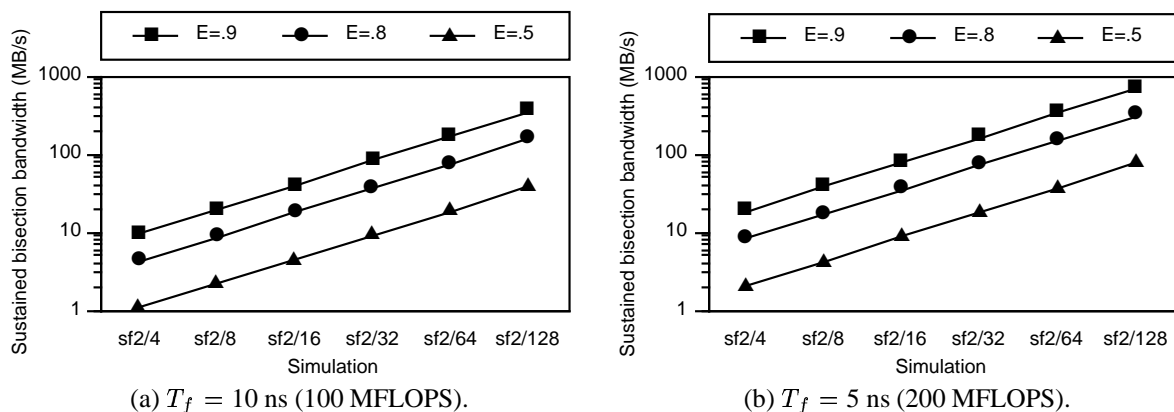 E=.9 E=.8 E=.5
Sustained bisection bandwidth (MB/s)
1000
100
10
1
sf2/4 sf2/8 sf2/16 sf2/32 sf2/64 sf2/128
Simulation
(a) T_f = 10 ns (100 MFLOPS).
E=.9 E=.8 E=.5
Sustained bisection bandwidth (MB/s)
1000
100
10
1
sf2/4 sf2/8 sf2/16 sf2/32 sf2/64 sf2/128
Simulation
(b) T_f = 5 ns (200 MFLOPS).